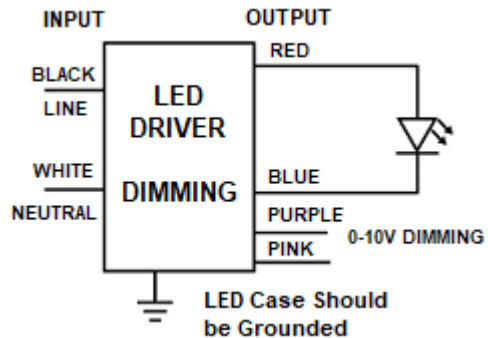 INPUT
OUTPUT
RED
BLACK
LINE
LED
DRIVER
WHITE
DIMMING
BLUE
NEUTRAL
PURPLE
0-10V DIMMING
PINK
LED Case Should
be Grounded